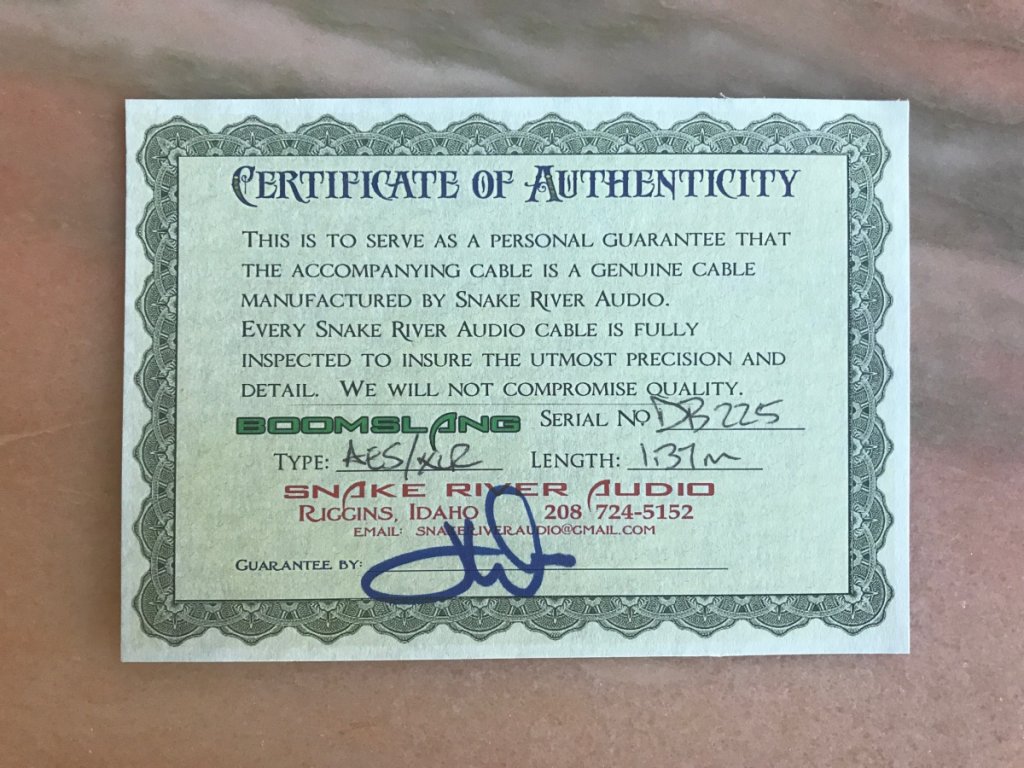 CERTIFICATE OF AUTHENTICITY
THIS IS TO SERVE AS A PERSONAL GUARANTEE THAT
THE ACCOMPANYING CABLE IS A GENUINE CABLE
MANUFACTURED BY SNAKE RIVER AUDIO.
EVERY SNAKE RIVER AUDIO CABLE IS FULLY
INSPECTED TO INSURE THE UTMOST PRECISION AND
DETAIL. WE WILL NOT COMPROMISE QUALITY.
BOOMSLANG SERIAL NO DB225
TYPE: AES/XLR LENGTH: 1.37m
SNAKE RIVER AUDIO
RIGGINS, IDAHO 208 724-5152
EMAIL: SNAKERIVERAUDIO@GMAIL.COM
GUARANTEE BY: